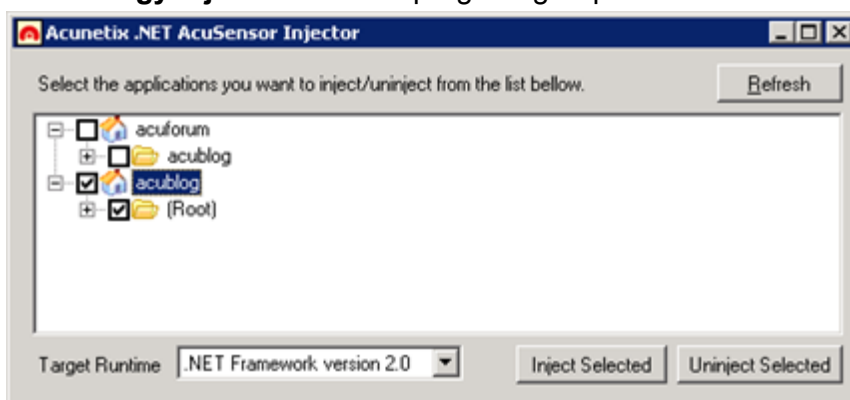 Acunetix .NET AcuSensor Injector
Select the applications you want to inject/uninject from the list bellow.
Refresh
acuforum
acublog
acublog
(Root)
Target Runtime
.NET Framework version 2.0
Inject Selected
Uninject Selected